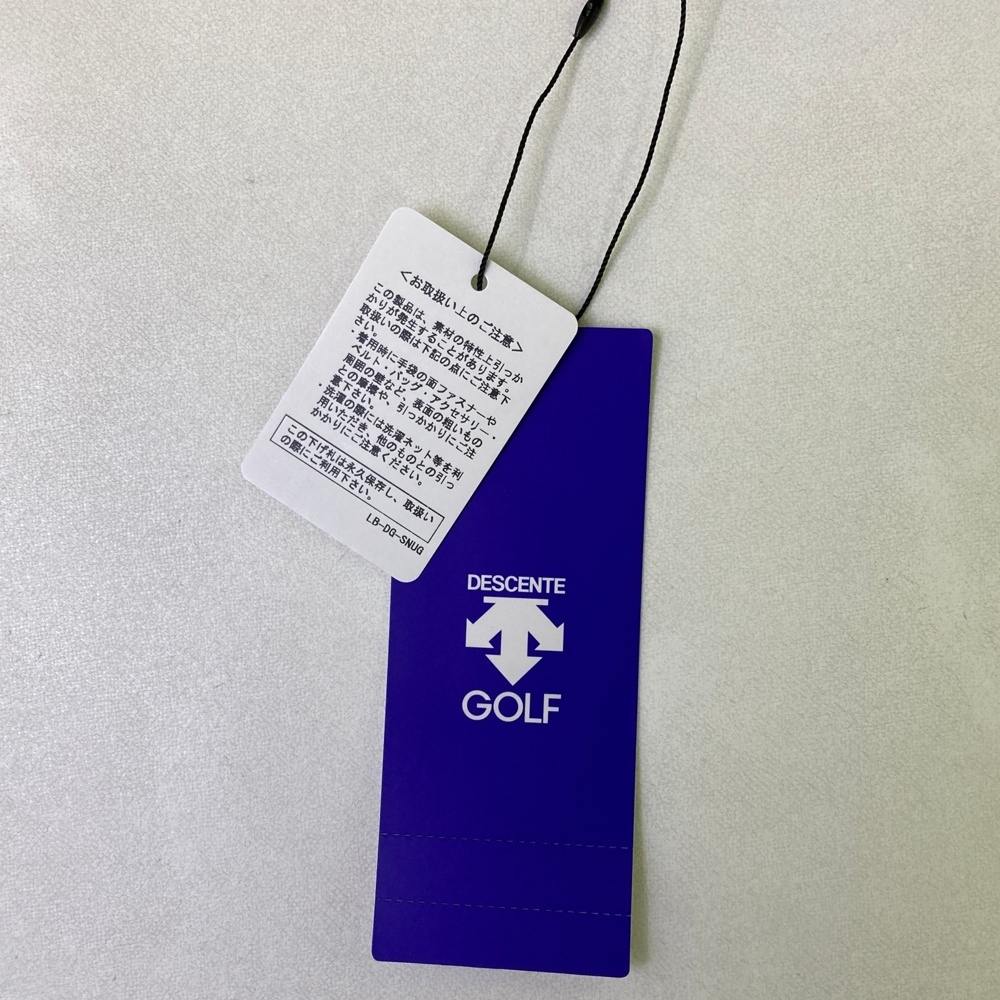 <お取扱い上のご注意>
この製品は、素材の特性上引っか
かりが発生することがあります。
取扱いの際は下記の点にご注意下
さい。
・着用時に手袋の面ファスナーや
ベルト・バッグ・アクセサリー・
周囲の壁など、表面の粗いもの
との摩擦や、引っかかりにご注
意下さい。
・洗濯の際には洗濯ネット等を利
用いただき、他のものとの引っ
かかりにご注意ください。
この下げ札は永久保存し、取扱い
の際にご利用下さい。
LB-DG-SNUG
DESCENTE
GOLF